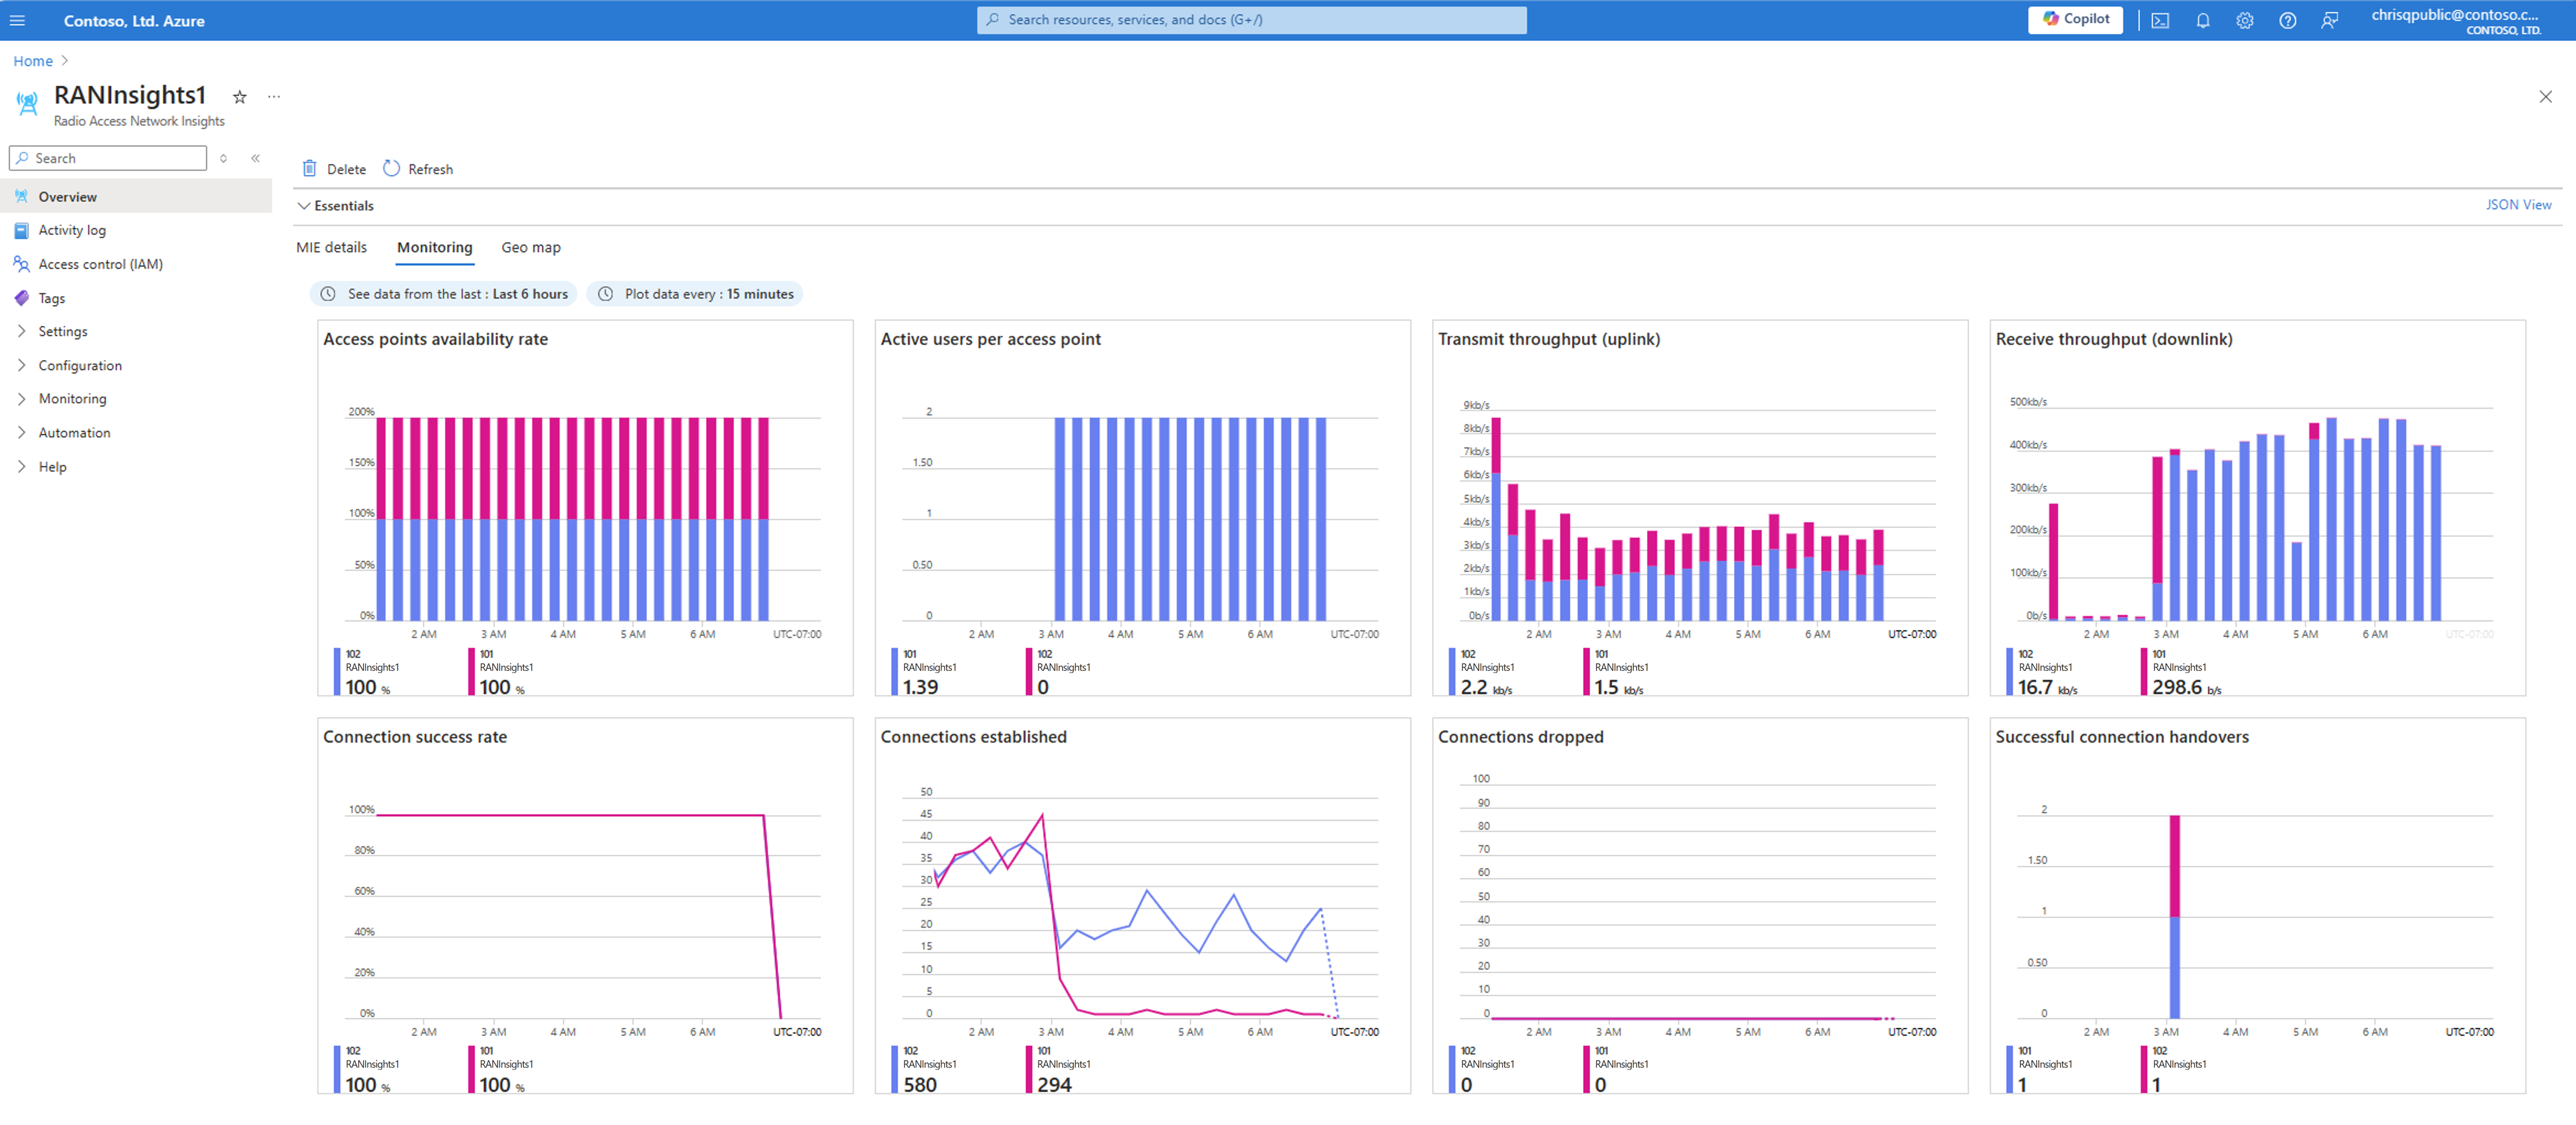 Contoso, Ltd. Azure
Search resources, services, and docs (G+/)
Copilot
chrisqpublic@contoso.c...
CONTOSO, LTD.
Home
RANInsights1
Radio Access Network Insights
Search
Overview
Activity log
Access control (IAM)
Tags
Settings
Configuration
Monitoring
Automation
Help
Delete Refresh
Essentials
JSON View
MIE details Monitoring Geo map
See data from the last : Last 6 hours
Plot data every : 15 minutes
Access points availability rate
200%
150%
100%
50%
0%
2 AM 3 AM 4 AM 5 AM 6 AM UTC-07:00
102 101
RANInsights1 RANInsights1
100 % 100 %
Active users per access point
2
1.50
1
0.50
0
2 AM 3 AM 4 AM 5 AM 6 AM UTC-07:00
101 102
RANInsights1 RANInsights1
1.39 0
Transmit throughput (uplink)
9kb/s
8kb/s
7kb/s
6kb/s
5kb/s
4kb/s
3kb/s
2kb/s
1kb/s
0b/s
2 AM 3 AM 4 AM 5 AM 6 AM UTC-07:00
102 101
RANInsights1 RANInsights1
2.2 kb/s 1.5 kb/s
Receive throughput (downlink)
500kb/s
400kb/s
300kb/s
200kb/s
100kb/s
0b/s
2 AM 3 AM 4 AM 5 AM 6 AM UTC-07:00
102 101
RANInsights1 RANInsights1
16.7 kb/s 298.6 b/s
Connection success rate
100%
80%
60%
40%
20%
0%
2 AM 3 AM 4 AM 5 AM 6 AM UTC-07:00
102 101
RANInsights1 RANInsights1
100 % 100 %
Connections established
50
45
40
35
30
25
20
15
10
5
0
2 AM 3 AM 4 AM 5 AM 6 AM UTC-07:00
102 101
RANInsights1 RANInsights1
580 294
Connections dropped
100
90
80
70
60
50
40
30
20
10
0
2 AM 3 AM 4 AM 5 AM 6 AM UTC-07:00
102 101
RANInsights1 RANInsights1
0 0
Successful connection handovers
2
1.50
1
0.50
0
2 AM 3 AM 4 AM 5 AM 6 AM UTC-07:00
101 102
RANInsights1 RANInsights1
1 1